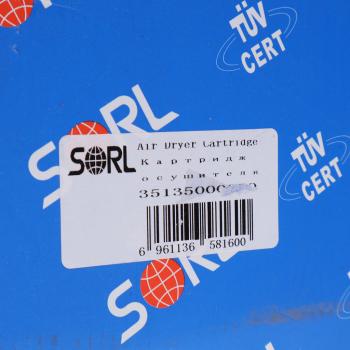 TÜV
CERT
SORL
SORL
Air Dryer Cartridge
Картридж
осушителя
6 961136 581600
TÜV
CERT
SORL